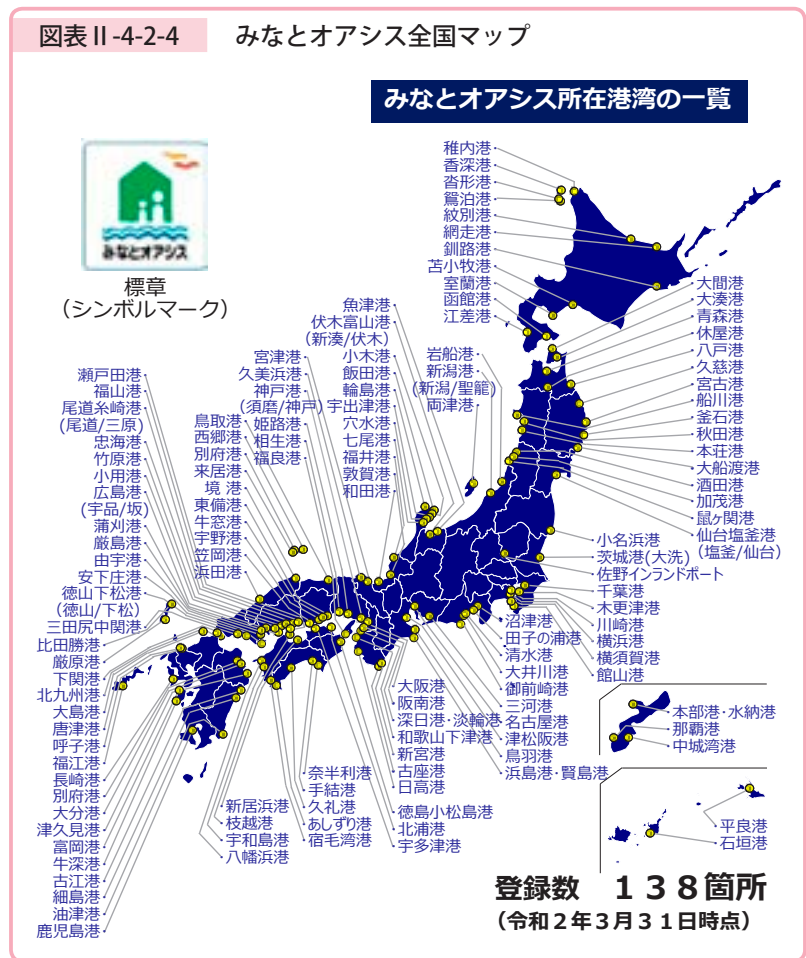 図表Ⅱ-4-2-4 みなとオアシス全国マップ
みなとオアシス所在港湾の一覧
みなとオアシス
標章
（シンボルマーク）
稚内港
香深港
沓形港
鴛泊港
紋別港
網走港
釧路港
苫小牧港
室蘭港
函館港
江差港
大間港
大湊港
青森港
休屋港
八戸港
久慈港
宮古港
船川港
釜石港
秋田港
本荘港
大船渡港
酒田港
加茂港
鼠ヶ関港
仙台塩釜港
(塩釜/仙台)
岩船港
新潟港
(新潟/聖籠)
両津港
魚津港
伏木富山港
(新湊/伏木)
小木港
飯田港
輪島港
宇出津港
穴水港
七尾港
福井港
敦賀港
和田港
宮津港
久美浜港
神戸港
(須磨/神戸)
姫路港
相生港
福良港
鳥取港
西郷港
別府港
来居港
境 港
東備港
牛窓港
宇野港
笠岡港
浜田港
瀬戸田港
福山港
尾道糸崎港
(尾道/三原)
忠海港
竹原港
小用港
広島港
(宇品/坂)
蒲刈港
厳島港
由宇港
安下庄港
徳山下松港
(徳山/下松)
三田尻中関港
比田勝港
厳原港
下関港
北九州港
大島港
唐津港
呼子港
福江港
長崎港
別府港
大分港
津久見港
富岡港
牛深港
古江港
細島港
油津港
鹿児島港
新居浜港
枝越港
宇和島港
八幡浜港
奈半利港
手結港
久礼港
あしずり港
宿毛湾港
徳島小松島港
北浦港
宇多津港
大阪港
阪南港
深日港・淡輪港
和歌山下津港
新宮港
古座港
日高港
小名浜港
茨城港(大洗)
佐野インランドポート
千葉港
木更津港
川崎港
横浜港
横須賀港
館山港
沼津港
田子の浦港
清水港
大井川港
御前崎港
三河港
名古屋港
津松阪港
鳥羽港
浜島港・賢島港
本部港・水納港
那覇港
中城湾港
平良港
石垣港
登録数 １３８箇所
（令和２年３月３１日時点）